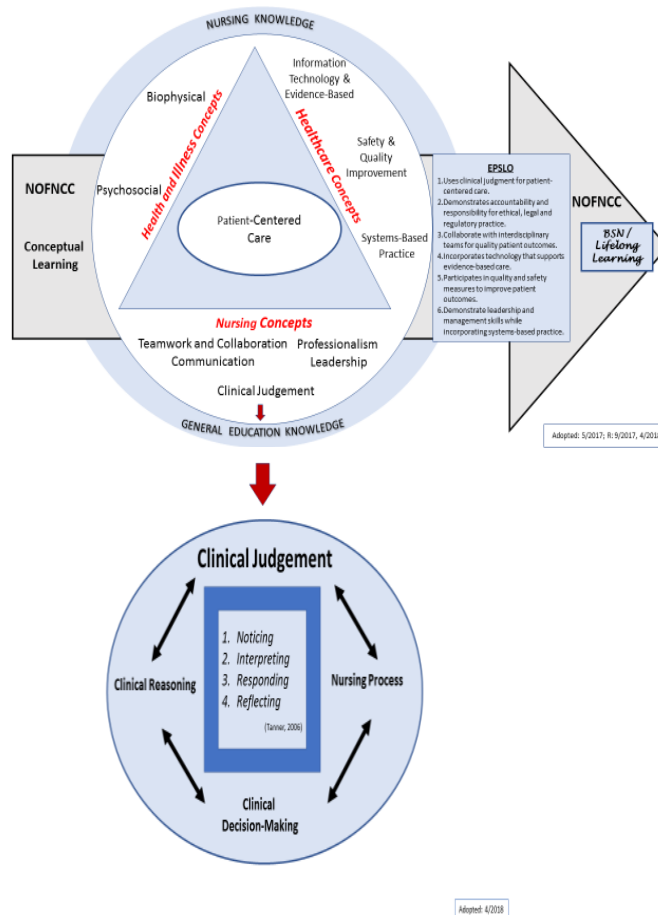 NURSING KNOWLEDGE
Information
Technology &
Evidence-Based
Biophysical
Health and Illness Concepts
Healthcare Concepts
Safety &
Quality
Improvement
NOFNCC
Psychosocial
Conceptual
Learning
Patient-Centered
Care
Systems-Based
Practice
EPSLO
1.Uses clinical judgment for patient-
centered care.
2.Demonstrates accountability and
responsibility for ethical, legal and
regulatory practice.
3.Collaborate with interdisciplinary
teams for quality patient outcomes.
4.Incorporates technology that supports
evidence-based care.
5.Participates in quality and safety
measures to improve patient
outcomes.
6.Demonstrate leadership and
management skills while
incorporating systems-based practice.
NOFNCC
BSN/
Lifelong
Learning
Nursing Concepts
Teamwork and Collaboration
Communication
Professionalism
Leadership
Clinical Judgement
GENERAL EDUCATION KNOWLEDGE
Adopted: 5/2017; R: 9/2017,
Clinical Judgement
1. Noticing
2. Interpreting
3. Responding
4. Reflecting
(Tanner, 2006)
Clinical Reasoning
Nursing Process
Clinical
Decision-Making
Adopted: 4/2018